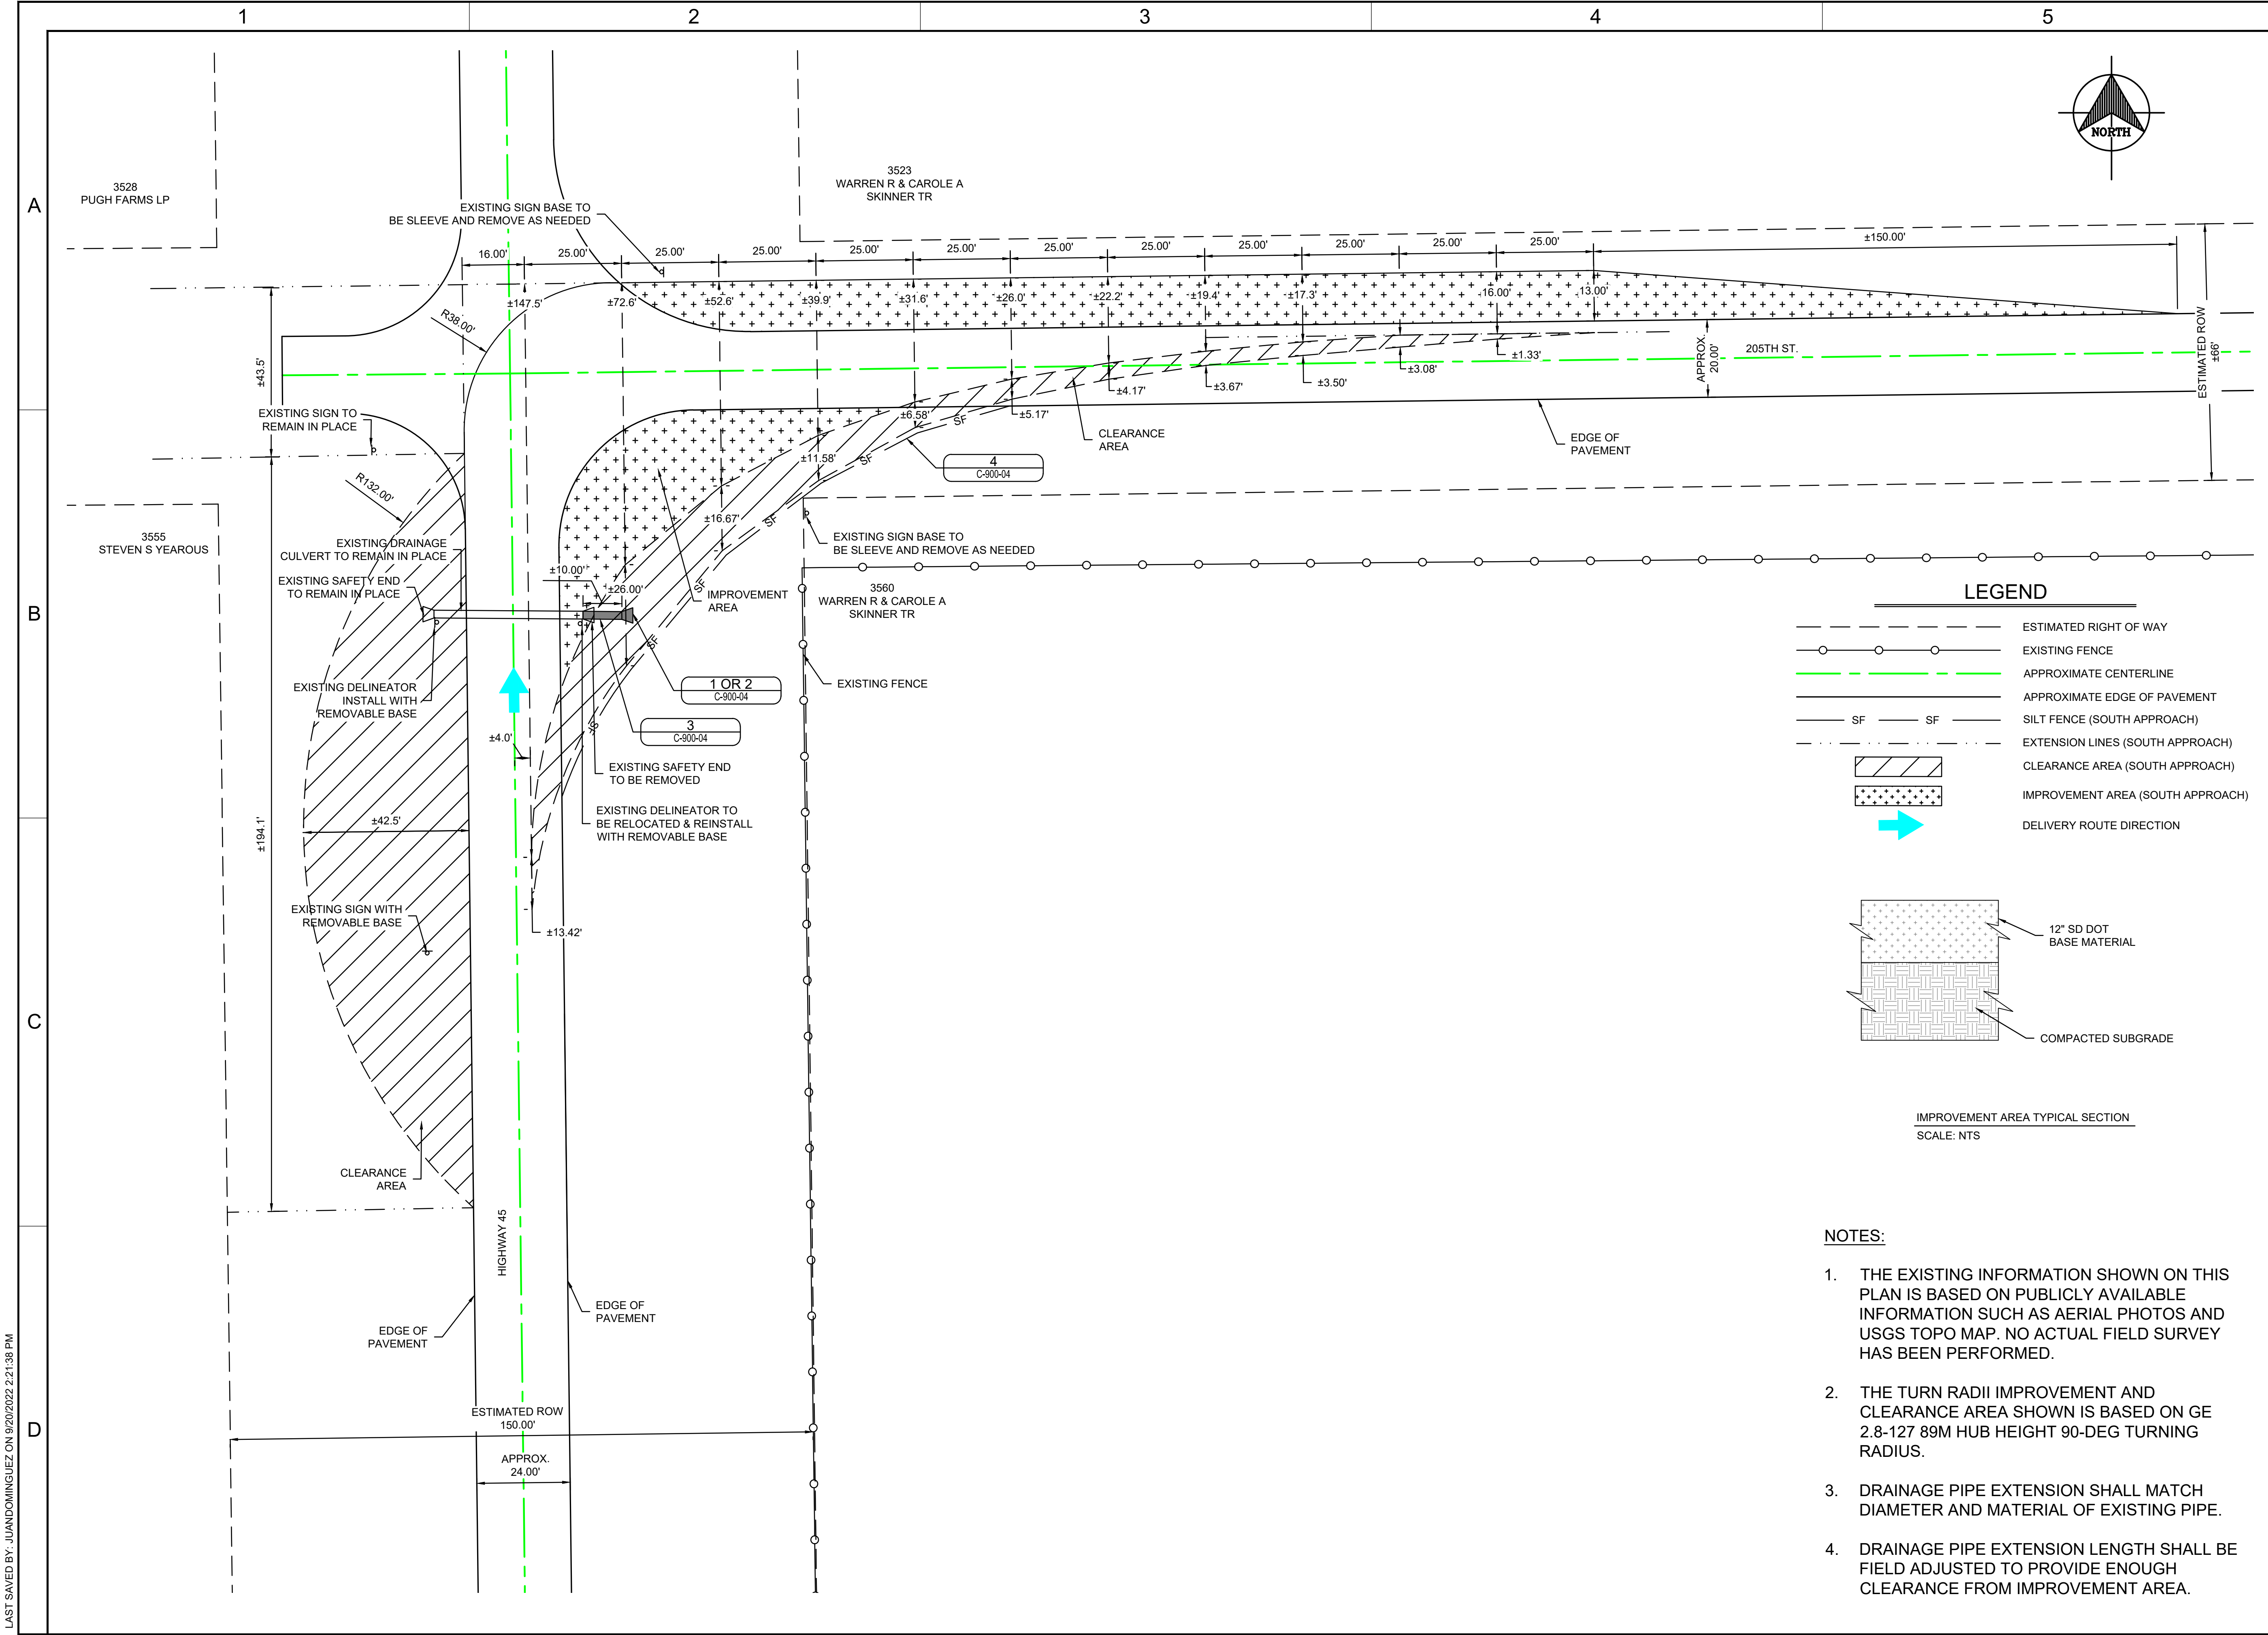 1
2
3
4
5
A
B
C
D
NORTH
3528
PUGH FARMS LP
3523
WARREN R & CAROLE A
SKINNER TR
EXISTING SIGN BASE TO
BE SLEEVE AND REMOVE AS NEEDED
16.00'
25.00'
25.00'
25.00'
25.00'
25.00'
25.00'
25.00'
25.00'
25.00'
25.00'
25.00'
±150.00'
±147.5'
±72.6'
±52.6'
±39.9'
±31.6'
±26.0'
±22.2'
±19.4'
±17.3'
16.00'
13.00'
R38.00'
±43.5'
205TH ST.
APPROX.
20.00'
ESTIMATED ROW
±66'
±1.33'
±3.08'
±3.50'
±3.67'
±4.17'
±5.17'
±6.58'
±11.58'
±16.67'
EXISTING SIGN TO
REMAIN IN PLACE
CLEARANCE
AREA
EDGE OF
PAVEMENT
4
C-900-04
SF
SF
SF
SF
SF
SF
R132.00'
3555
STEVEN S YEAROUS
EXISTING DRAINAGE
CULVERT TO REMAIN IN PLACE
EXISTING SAFETY END
TO REMAIN IN PLACE
EXISTING SIGN BASE TO
BE SLEEVE AND REMOVE AS NEEDED
±10.00'
±26.00'
IMPROVEMENT
AREA
3560
WARREN R & CAROLE A
SKINNER TR
EXISTING DELINEATOR
INSTALL WITH
REMOVABLE BASE
1 OR 2
C-900-04
3
C-900-04
EXISTING FENCE
±4.0'
EXISTING SAFETY END
TO BE REMOVED
EXISTING DELINEATOR TO
BE RELOCATED & REINSTALL
WITH REMOVABLE BASE
±194.1'
±42.5'
EXISTING SIGN WITH
REMOVABLE BASE
±13.42'
CLEARANCE
AREA
HIGHWAY 45
EDGE OF
PAVEMENT
EDGE OF
PAVEMENT
ESTIMATED ROW
150.00'
APPROX.
24.00'
LEGEND
ESTIMATED RIGHT OF WAY
EXISTING FENCE
APPROXIMATE CENTERLINE
APPROXIMATE EDGE OF PAVEMENT
SF SF SILT FENCE (SOUTH APPROACH)
EXTENSION LINES (SOUTH APPROACH)
CLEARANCE AREA (SOUTH APPROACH)
IMPROVEMENT AREA (SOUTH APPROACH)
DELIVERY ROUTE DIRECTION
12" SD DOT
BASE MATERIAL
COMPACTED SUBGRADE
IMPROVEMENT AREA TYPICAL SECTION
SCALE: NTS
NOTES:
1. THE EXISTING INFORMATION SHOWN ON THIS
PLAN IS BASED ON PUBLICLY AVAILABLE
INFORMATION SUCH AS AERIAL PHOTOS AND
USGS TOPO MAP. NO ACTUAL FIELD SURVEY
HAS BEEN PERFORMED.
2. THE TURN RADII IMPROVEMENT AND
CLEARANCE AREA SHOWN IS BASED ON GE
2.8-127 89M HUB HEIGHT 90-DEG TURNING
RADIUS.
3. DRAINAGE PIPE EXTENSION SHALL MATCH
DIAMETER AND MATERIAL OF EXISTING PIPE.
4. DRAINAGE PIPE EXTENSION LENGTH SHALL BE
FIELD ADJUSTED TO PROVIDE ENOUGH
CLEARANCE FROM IMPROVEMENT AREA.
LAST SAVED BY: JUANDOMINGUEZ ON 9/20/2022 2:21:38 PM